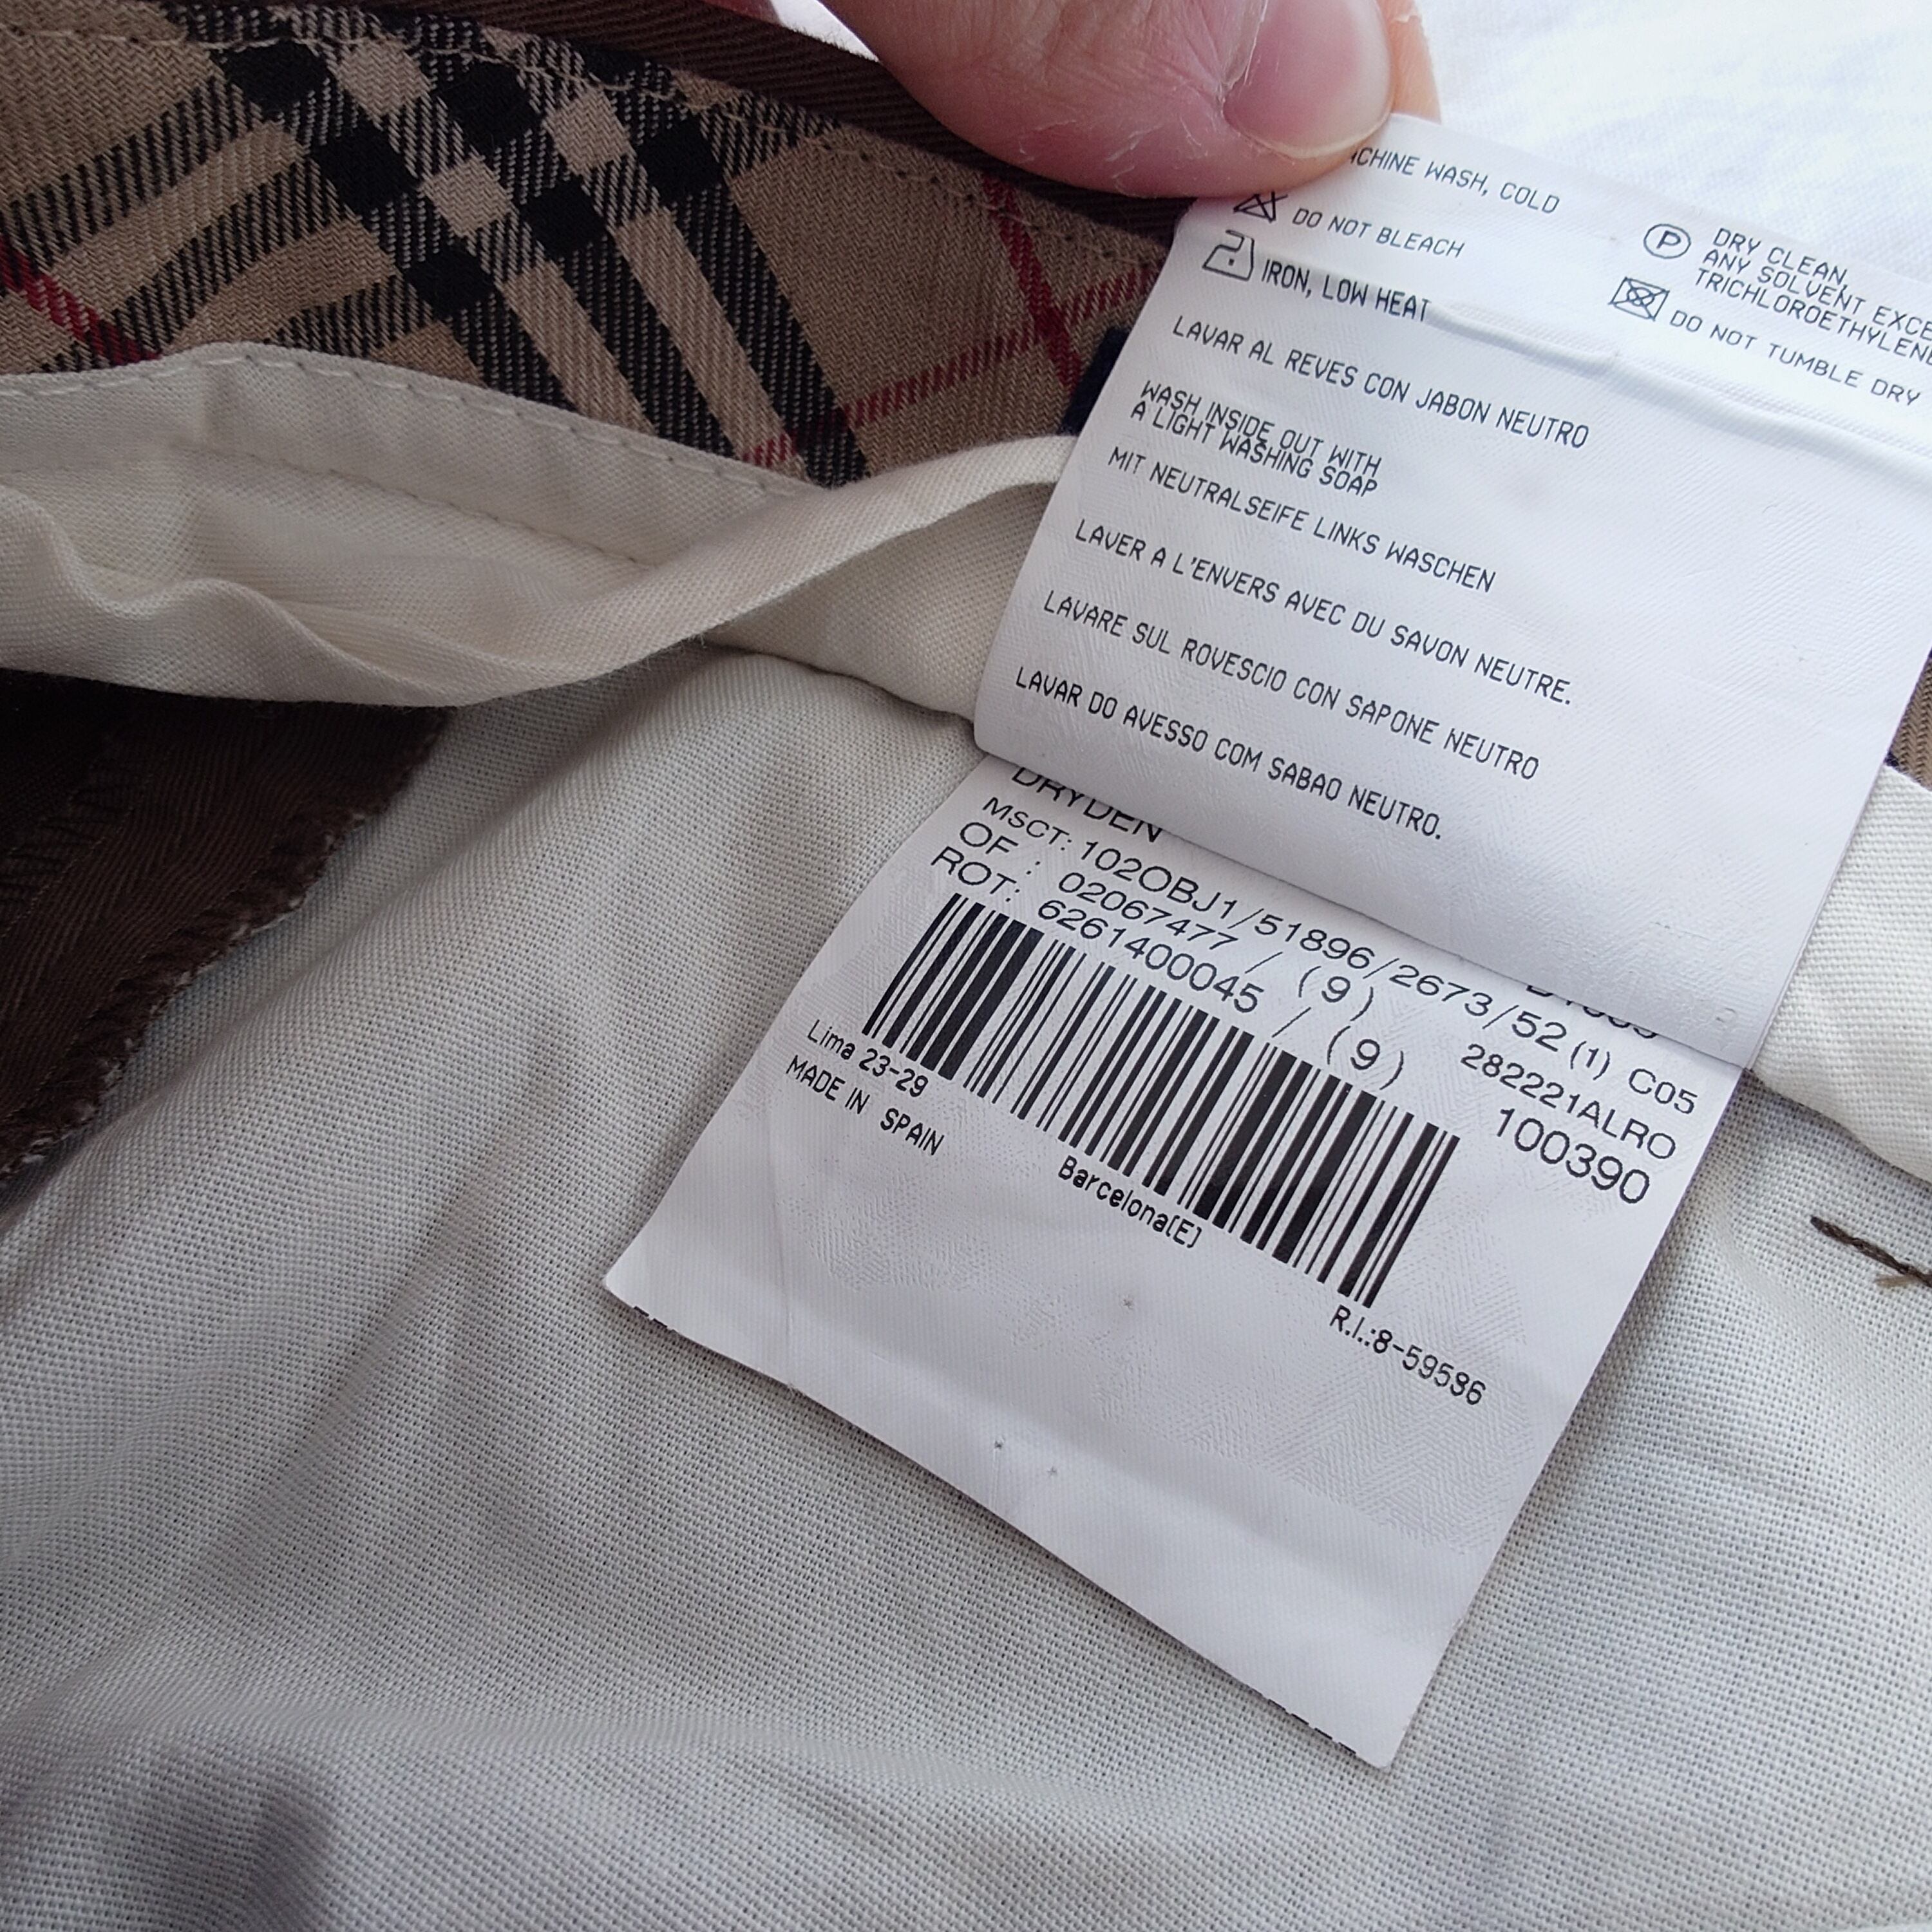 WASH, COLD
DO NOT BLEACH
IRON, LOW HEAT
P
DRY CLEAN,
ANY SOLVENT
TRICHLOROETHYLENE
DO NOT TUMBLE DRY
LAVAR AL REVES CON JABON NEUTRO
WASH INSIDE OUT WITH
A LIGHT WASHING SOAP
MIT NEUTRALSEIFE LINKS WASCHEN
LAVER A L'ENVERS AVEC DU SAVON NEUTRE.
LAVARE SUL ROVESCIO CON SAPONE NEUTRO
LAVAR DO AVESSO COM SABAO NEUTRO.
DRYDEN
MSCT: 102OBJ1/51896/2673/52 (1) C05
OF : 02067477 / (9) 282221ALRO
ROT: 6261400045 / (9) 100390
Lima 23-29 Barcelona(E) R.I.:8-59586
MADE IN SPAIN